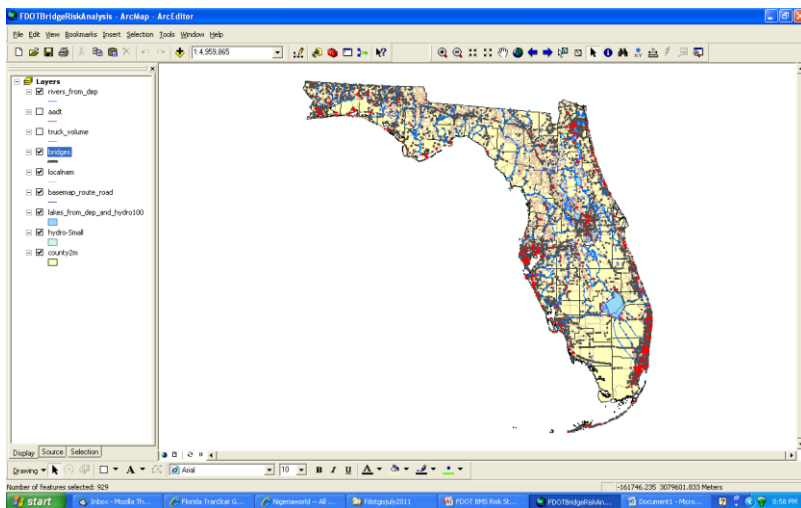 FDOTBridgeRiskAnalysis - ArcMap - ArcEditor
File Edit View Bookmarks Insert Selection Tools Window Help
1:4,959,865
Layers
rivers_from_dep
aadt
truck_volume
bridges
localnam
basemap_route_road
lakes_from_dep_and_hydro100
hydro-Small
county2m
Display Source Selection
Drawing Arial 10 B I U A
Number of features selected: 929
-161746.235 3079601.833 Meters
start Inbox - Mozilla Th... Florida TranStat G... Nigeriaworld -- All ... fdotgisjuly2011 FDOT BMS Risk St... FDOTBridgeRiskAn... Document1 - Micro... 8:50 PM